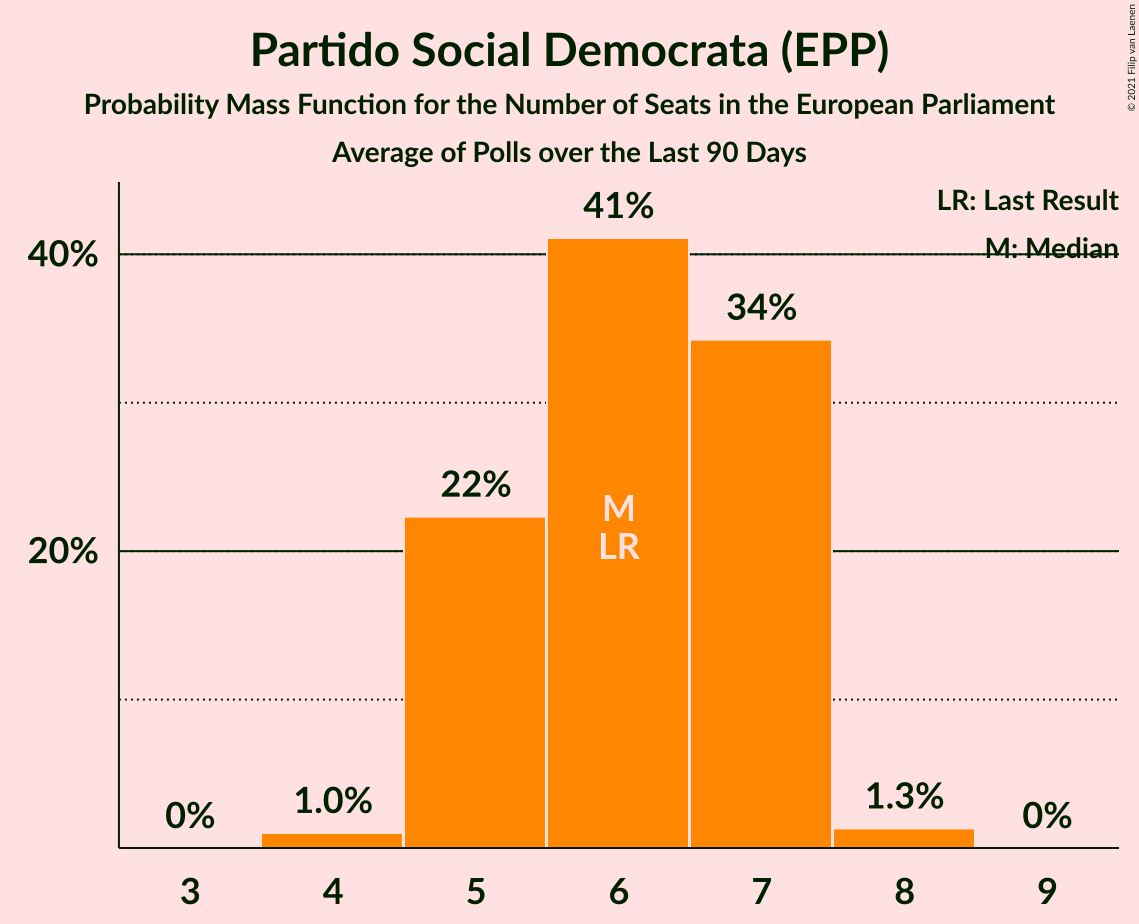 Partido Social Democrata (EPP)
Probability Mass Function for the Number of Seats in the European Parliament
Average of Polls over the Last 90 Days
© 2021 Filip van Laenen
LR: Last Result
M: Median
40%
20%
0%
1.0%
22%
41%
34%
1.3%
0%
M
LR
3
4
5
6
7
8
9